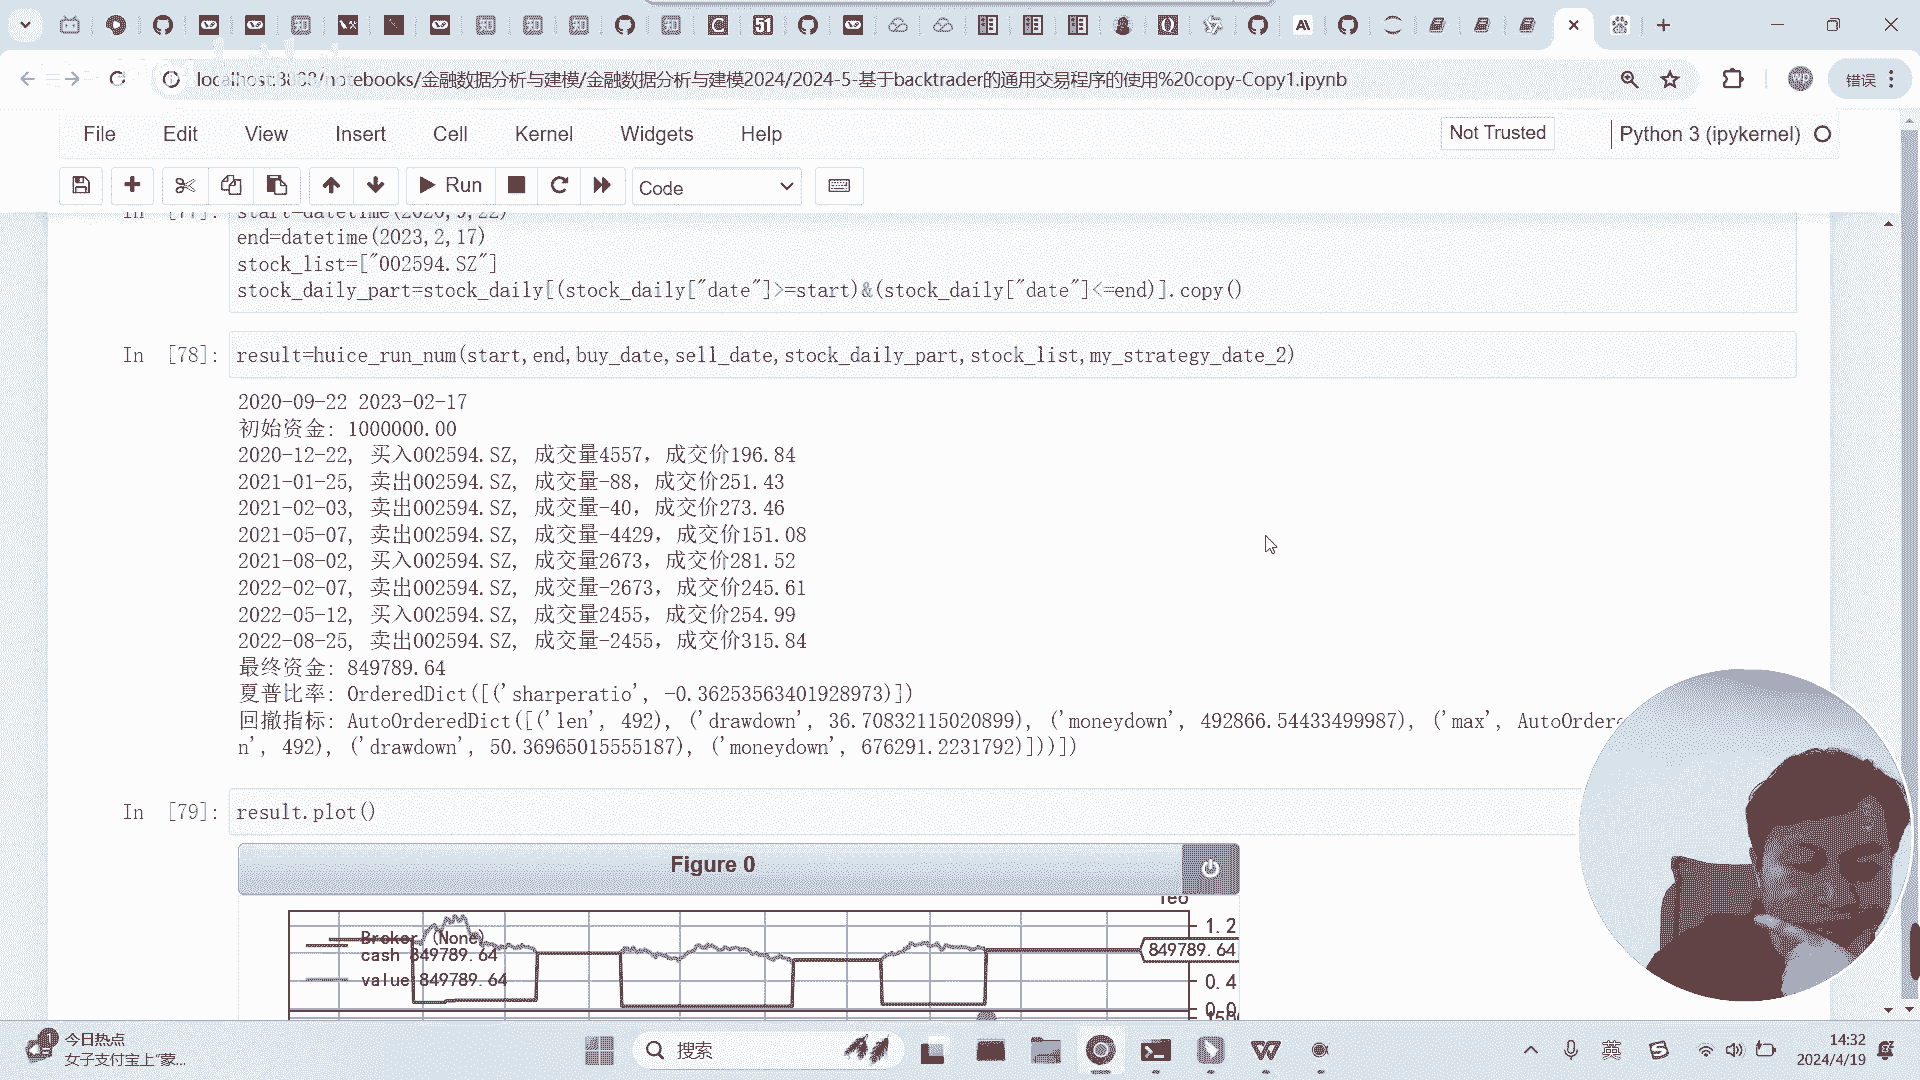 localhost:8888/notebooks/金融数据分析与建模/金融数据分析与建模2024/2024-5-基于backtrader的通用交易程序的使用%20copy-Copy1.ipynb
错误
File Edit View Insert Cell Kernel Widgets Help
Not Trusted
Python 3 (ipykernel)
Run
Code
In [77]: start=datetime(2020,9,22)
end=datetime(2023,2,17)
stock_list=["002594.SZ"]
stock_daily_part=stock_daily[(stock_daily["date"]>=start)&(stock_daily["date"]<=end)].copy()
In [78]: result=huice_run_num(start,end,buy_date,sell_date,stock_daily_part,stock_list,my_strategy_date_2)
2020-09-22 2023-02-17
初始资金: 1000000.00
2020-12-22, 买入002594.SZ, 成交量4557，成交价196.84
2021-01-25, 卖出002594.SZ, 成交量-88，成交价251.43
2021-02-03, 卖出002594.SZ, 成交量-40，成交价273.46
2021-05-07, 卖出002594.SZ, 成交量-4429，成交价151.08
2021-08-02, 买入002594.SZ, 成交量2673，成交价281.52
2022-02-07, 卖出002594.SZ, 成交量-2673，成交价245.61
2022-05-12, 买入002594.SZ, 成交量2455，成交价254.99
2022-08-25, 卖出002594.SZ, 成交量-2455，成交价315.84
最终资金: 849789.64
夏普比率: OrderedDict([('sharperatio', -0.36253563401928973)])
回撤指标: AutoOrderedDict([('len', 492), ('drawdown', 36.70832115020899), ('moneydown', 492866.54433499987), ('max', AutoOrdere
n', 492), ('drawdown', 50.36965015555187), ('moneydown', 676291.2231792)]))])
In [79]: result.plot()
Figure 0
1e6
1.2
Broker (None)
cash 849789.64
849789.64
value 849789.64
0.4
0.0
今日热点
女子支付宝上"蒙...
搜索
英
14:32
2024/4/19